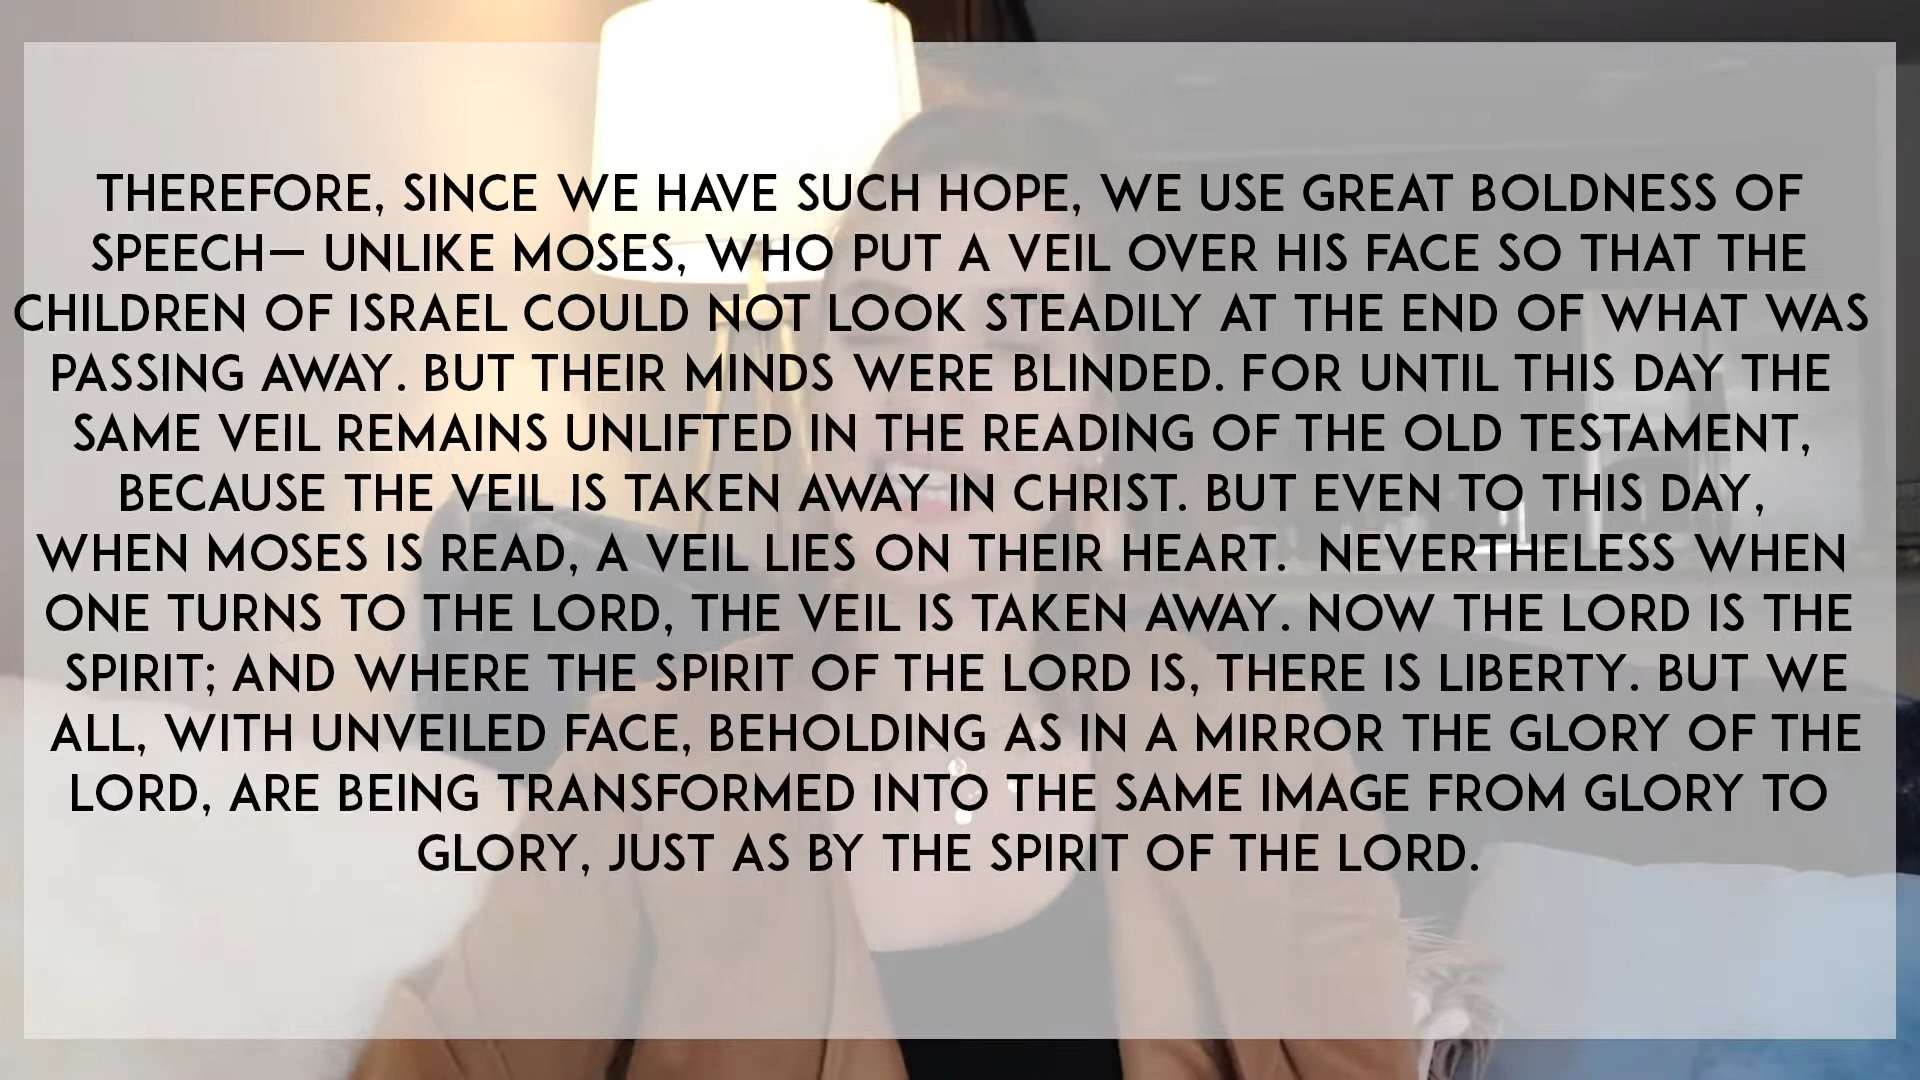 THEREFORE, SINCE WE HAVE SUCH HOPE, WE USE GREAT BOLDNESS OF
SPEECH— UNLIKE MOSES, WHO PUT A VEIL OVER HIS FACE SO THAT THE
CHILDREN OF ISRAEL COULD NOT LOOK STEADILY AT THE END OF WHAT WAS
PASSING AWAY. BUT THEIR MINDS WERE BLINDED. FOR UNTIL THIS DAY THE
SAME VEIL REMAINS UNLIFTED IN THE READING OF THE OLD TESTAMENT,
BECAUSE THE VEIL IS TAKEN AWAY IN CHRIST. BUT EVEN TO THIS DAY,
WHEN MOSES IS READ, A VEIL LIES ON THEIR HEART. NEVERTHELESS WHEN
ONE TURNS TO THE LORD, THE VEIL IS TAKEN AWAY. NOW THE LORD IS THE
SPIRIT; AND WHERE THE SPIRIT OF THE LORD IS, THERE IS LIBERTY. BUT WE
ALL, WITH UNVEILED FACE, BEHOLDING AS IN A MIRROR THE GLORY OF THE
LORD, ARE BEING TRANSFORMED INTO THE SAME IMAGE FROM GLORY TO
GLORY, JUST AS BY THE SPIRIT OF THE LORD.